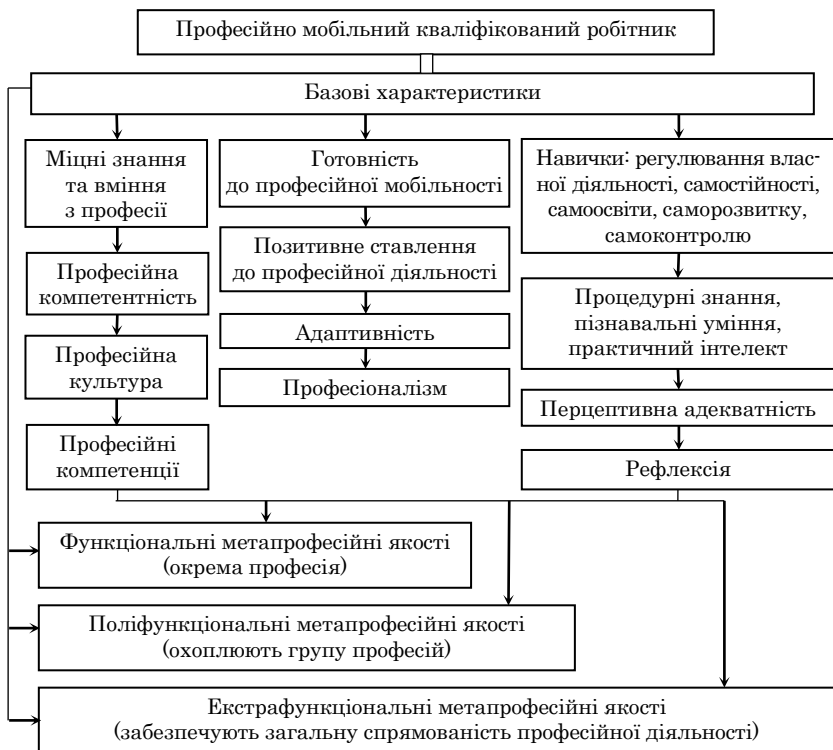 Професійно мобільний кваліфікований робітник
Базові характеристики
Міцні знання
та вміння
з професії
Професійна
компетентність
Професійна
культура
Професійні
компетенції
Готовність
до професійної мобільності
Позитивне ставлення
до професійної діяльності
Адаптивність
Професіоналізм
Навички: регулювання влас-
ної діяльності, самостійності,
самоосвіти, саморозвитку,
самоконтролю
Процедурні знання,
пізнавальні уміння,
практичний інтелект
Перцептивна адекватність
Рефлексія
Функціональні метапрофесійні якості
(окрема професія)
Поліфункціональні метапрофесійні якості
(охоплюють групу професій)
Екстрафункціональні метапрофесійні якості
(забезпечують загальну спрямованість професійної діяльності)